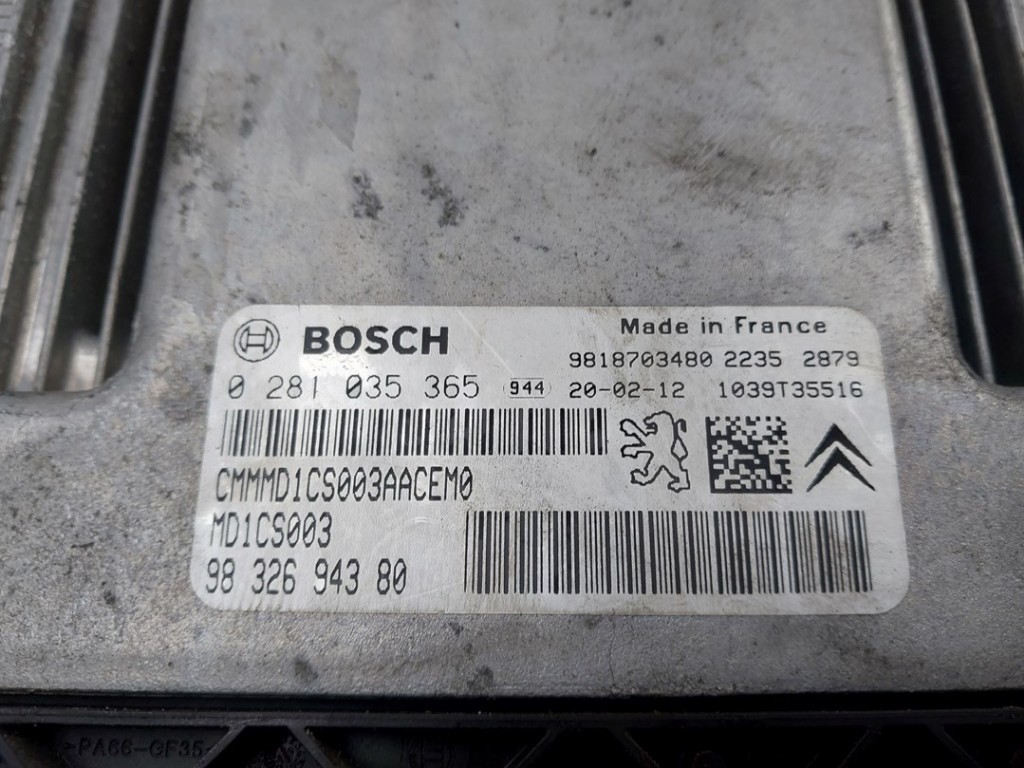 BOSCH
Made in France
9818703480 2235 2879
0 281 035 365 944 20-02-12 1039T35516
CMMMD1CS003AACEM0
MD1CS003
98 326 943 80
>PA66-GF35